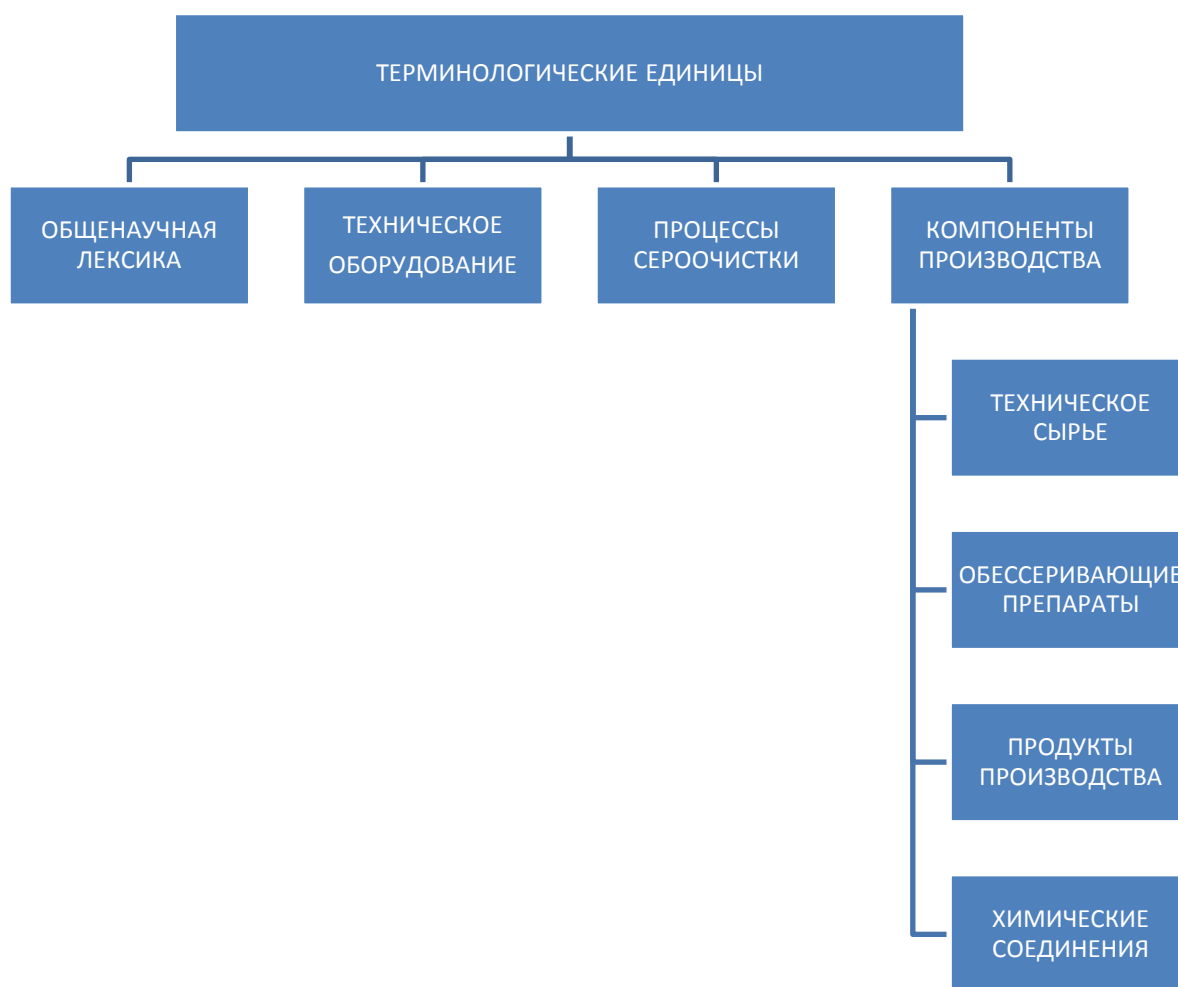 ТЕРМИНОЛОГИЧЕСКИЕ ЕДИНИЦЫ
ОБЩЕНАУЧНАЯ
ЛЕКСИКА
ТЕХНИЧЕСКОЕ
ОБОРУДОВАНИЕ
ПРОЦЕССЫ
СЕРООЧИСТКИ
КОМПОНЕНТЫ
ПРОИЗВОДСТВА
ТЕХНИЧЕСКОЕ
СЫРЬЕ
ОБЕССЕРИВАЮЩИЕ
ПРЕПАРАТЫ
ПРОДУКТЫ
ПРОИЗВОДСТВА
ХИМИЧЕСКИЕ
СОЕДИНЕНИЯ